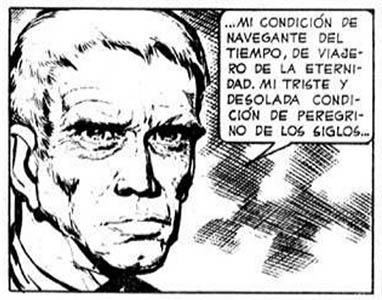 ...MI CONDICIÓN DE
NAVEGANTE DEL
TIEMPO, DE VIAJE-
RO DE LA ETERNI-
DAD. MI TRISTE Y
DESOLADA CONDI-
CIÓN DE PEREGRI-
NO DE LOS SIGLOS...